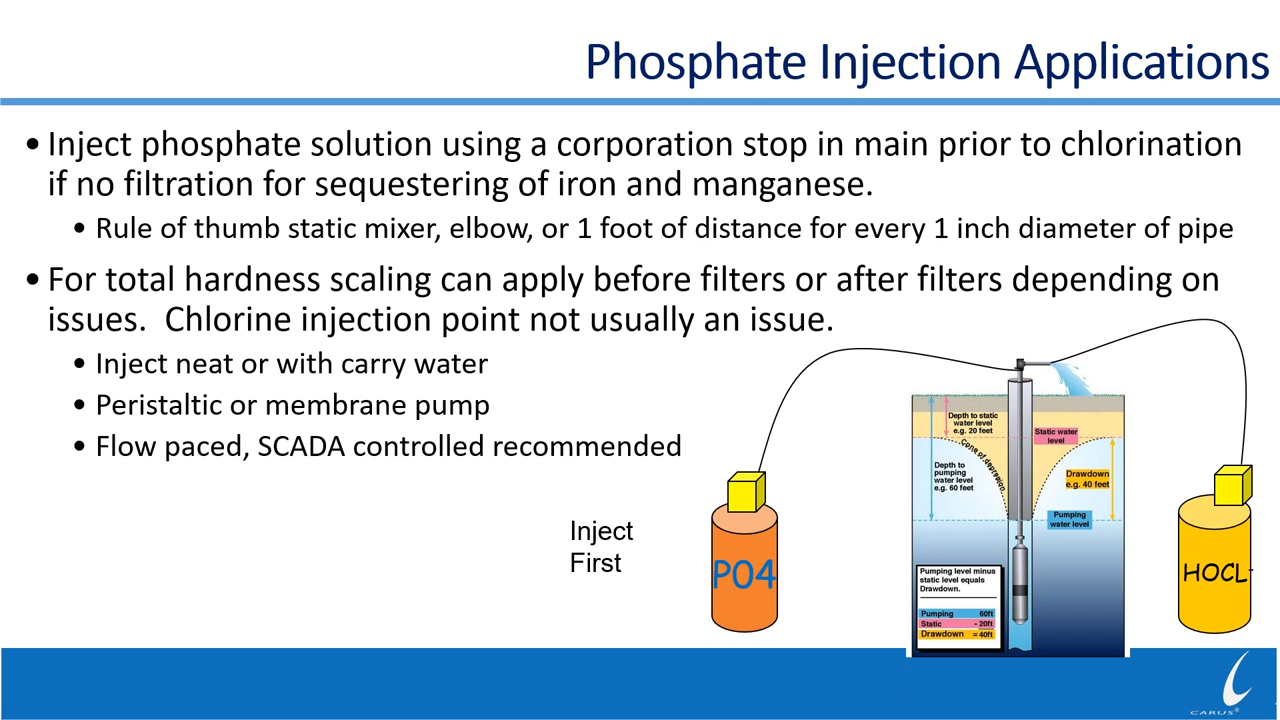 Phosphate Injection Applications
• Inject phosphate solution using a corporation stop in main prior to chlorination
if no filtration for sequestering of iron and manganese.
• Rule of thumb static mixer, elbow, or 1 foot of distance for every 1 inch diameter of pipe
• For total hardness scaling can apply before filters or after filters depending on
issues.  Chlorine injection point not usually an issue.
• Inject neat or with carry water
• Peristaltic or membrane pump
• Flow paced, SCADA controlled recommended
Inject
First
PO4
Depth to static
water level
e.g. 20 feet
Static water
level
Cone of depression
Depth to
pumping
water level
e.g. 60 feet
Drawdown
e.g. 40 feet
Pumping
water level
Pumping level minus
static level equals
Drawdown.
Pumping 60ft
Static - 20ft
Drawdown = 40ft
HOCL-
CARUS®